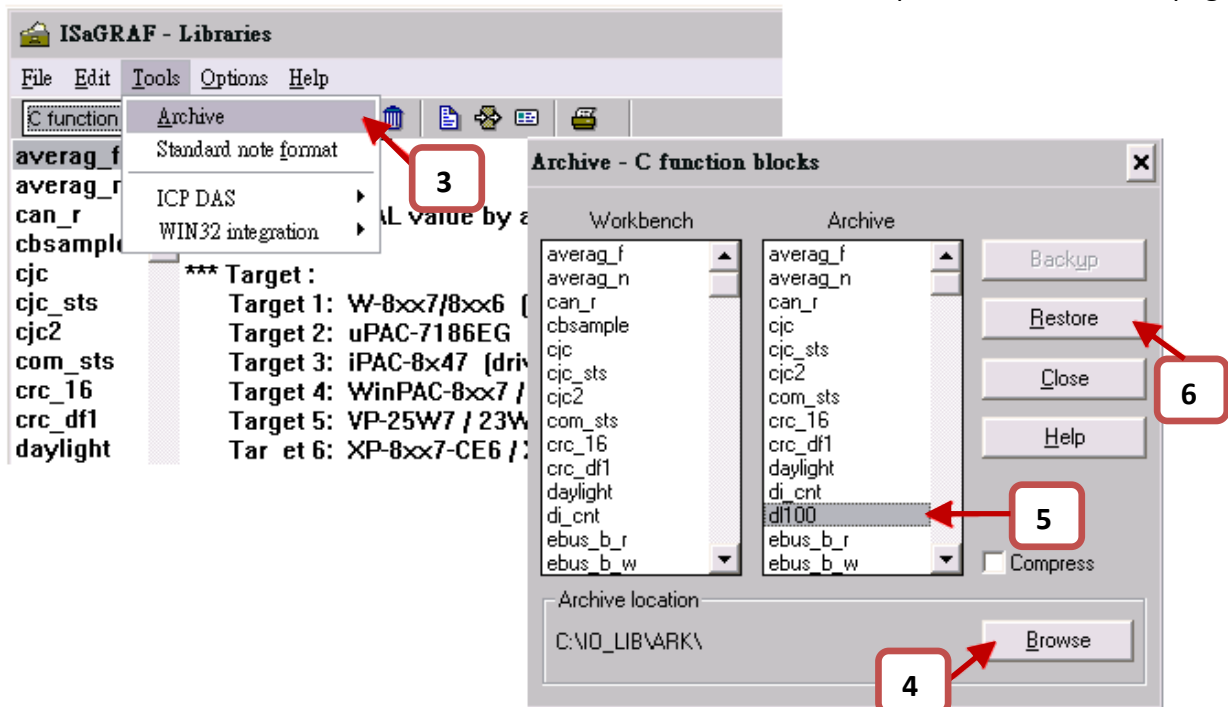 ISaGRAF - Libraries
File Edit Tools Options Help
C function
Archive
Standard note format
ICP DAS
WIN32 integration
3
averag_f
averag_r
can_r
cbsample
cjc
cjc_sts
cjc2
com_sts
crc_16
crc_df1
daylight
value by a
*** Target :
Target 1: W-8xx7/8xx6 (
Target 2: uPAC-7186EG
Target 3: iPAC-8x47 (driv
Target 4: WinPAC-8xx7 /
Target 5: VP-25W7 / 23W
Tar et 6: XP-8xx7-CE6 /
Archive - C function blocks
Workbench
averag_f
averag_n
can_r
cbsample
cjc
cjc_sts
cjc2
com_sts
crc_16
crc_df1
daylight
di_cnt
ebus_b_r
ebus_b_w
Archive
averag_f
averag_n
can_r
cjc
cjc_sts
cjc2
com_sts
crc_16
crc_df1
daylight
di_cnt
dl100
ebus_b_r
ebus_b_w
5
Backup
Restore
6
Close
Help
Compress
Archive location
C:\IO_LIB\ARK\
Browse
4